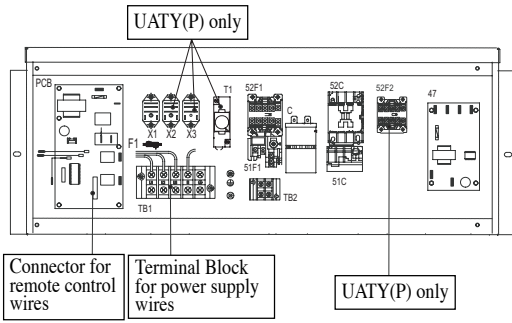 UATY(P) only
PCB
X1
X2
X3
T1
52F1
C
52C
52F2
47
F1
51F1
51C
TB1
TB2
Connector for
remote control
wires
Terminal Block
for power supply
wires
UATY(P) only